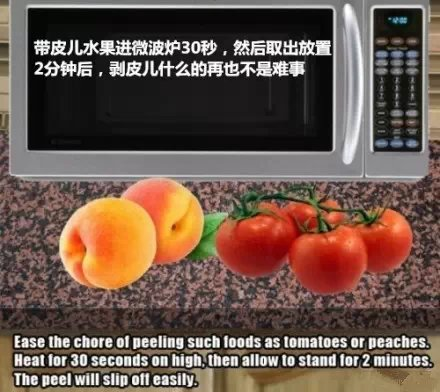 12:00
带皮儿水果进微波炉30秒，然后取出放置
2分钟后，剥皮儿什么的再也不是难事
Ease the chore of peeling such foods as tomatoes or peaches.
Heat for 30 seconds on high, then allow to stand for 2 minutes.
The peel will slip off easily.